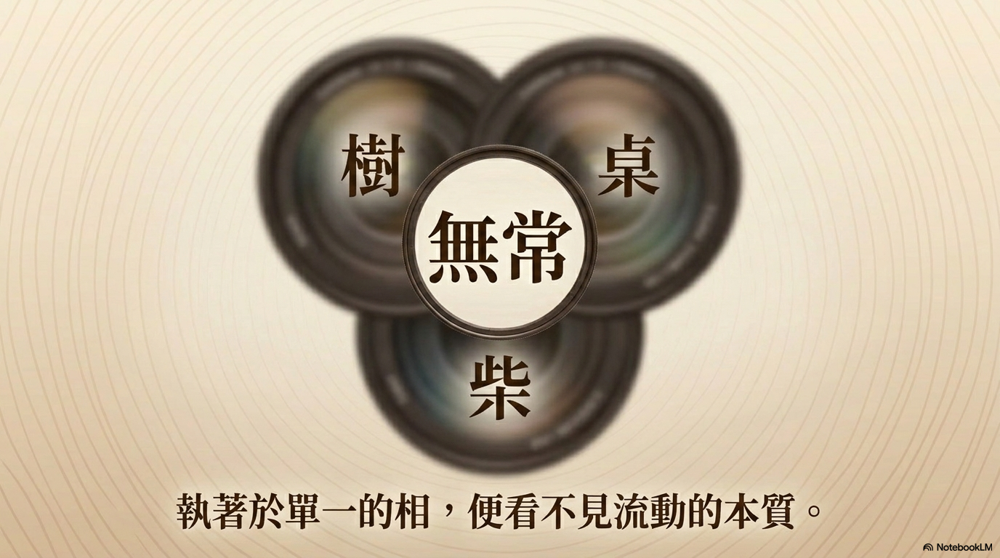 樹
桌
無常
柴
執著於單一的相，便看不見流動的本質。
NotebookLM